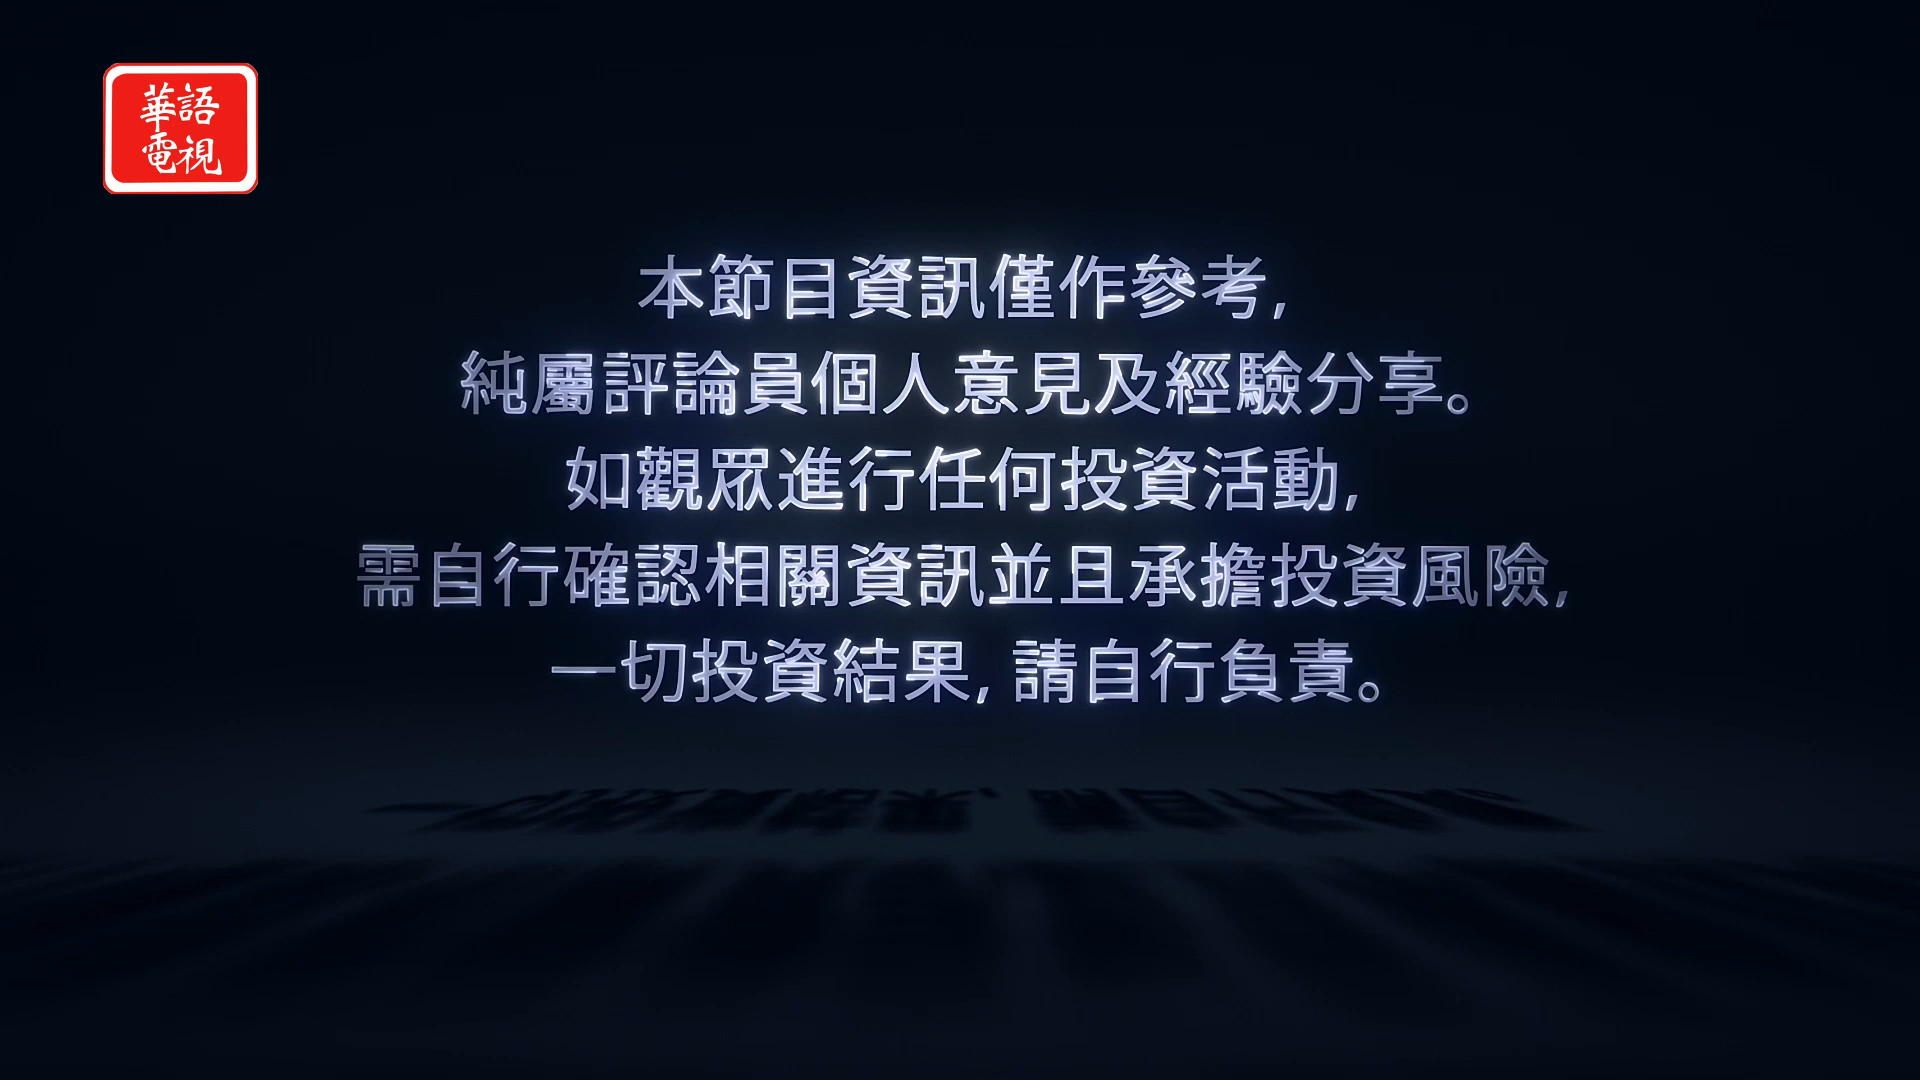 華語
電視
本節目資訊僅作參考,
純屬評論員個人意見及經驗分享。
如觀眾進行任何投資活動,
需自行確認相關資訊並且承擔投資風險,
一切投資結果, 請自行負責。